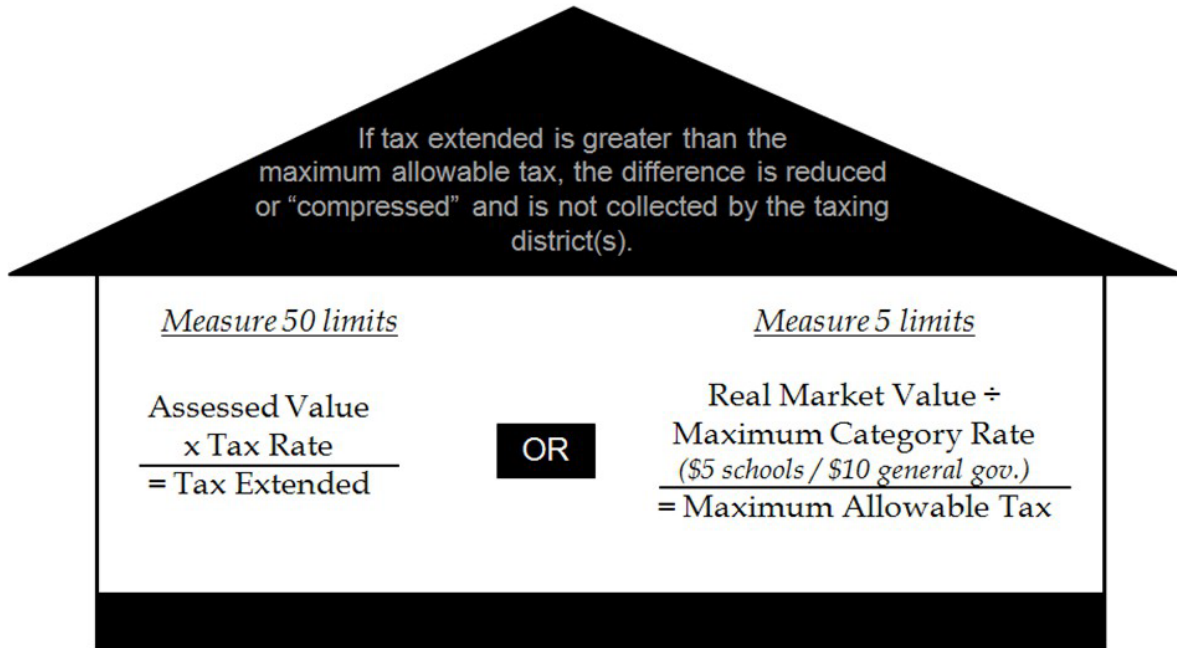 If tax extended is greater than the
maximum allowable tax, the difference is reduced
or “compressed” and is not collected by the taxing
district(s).
Measure 50 limits
Assessed Value
x Tax Rate
= Tax Extended
OR
Measure 5 limits
Real Market Value ÷
Maximum Category Rate
($5 schools / $10 general gov.)
= Maximum Allowable Tax